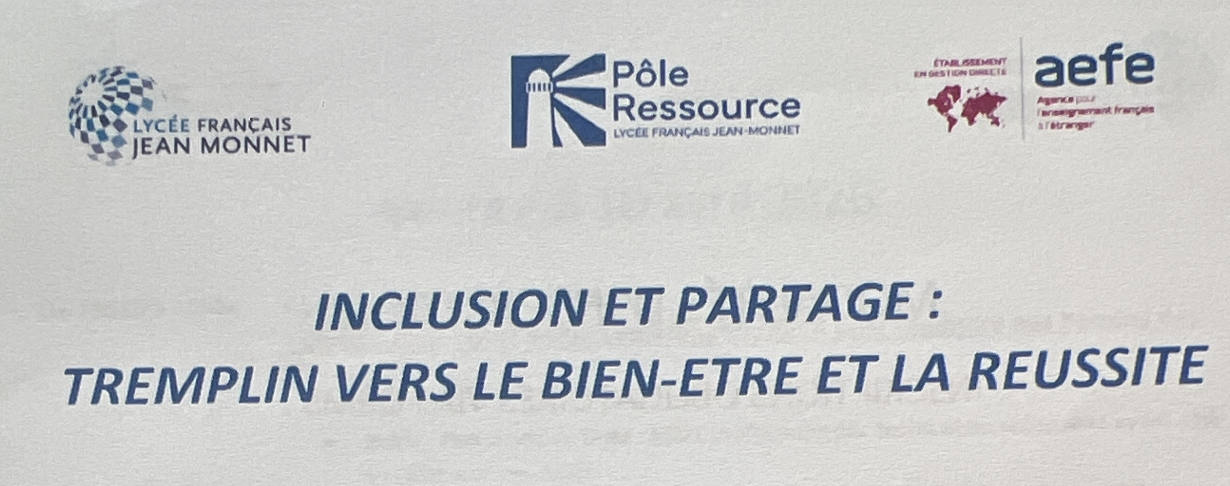 LYCÉE FRANÇAIS
JEAN MONNET
Pôle
Ressource
LYCÉE FRANÇAIS JEAN-MONNET
ÉTABLISSEMENT
EN GESTION DIRECTE
aefe
Agence pour
l'enseignement français
à l'étranger
INCLUSION ET PARTAGE :
TREMPLIN VERS LE BIEN-ETRE ET LA REUSSITE